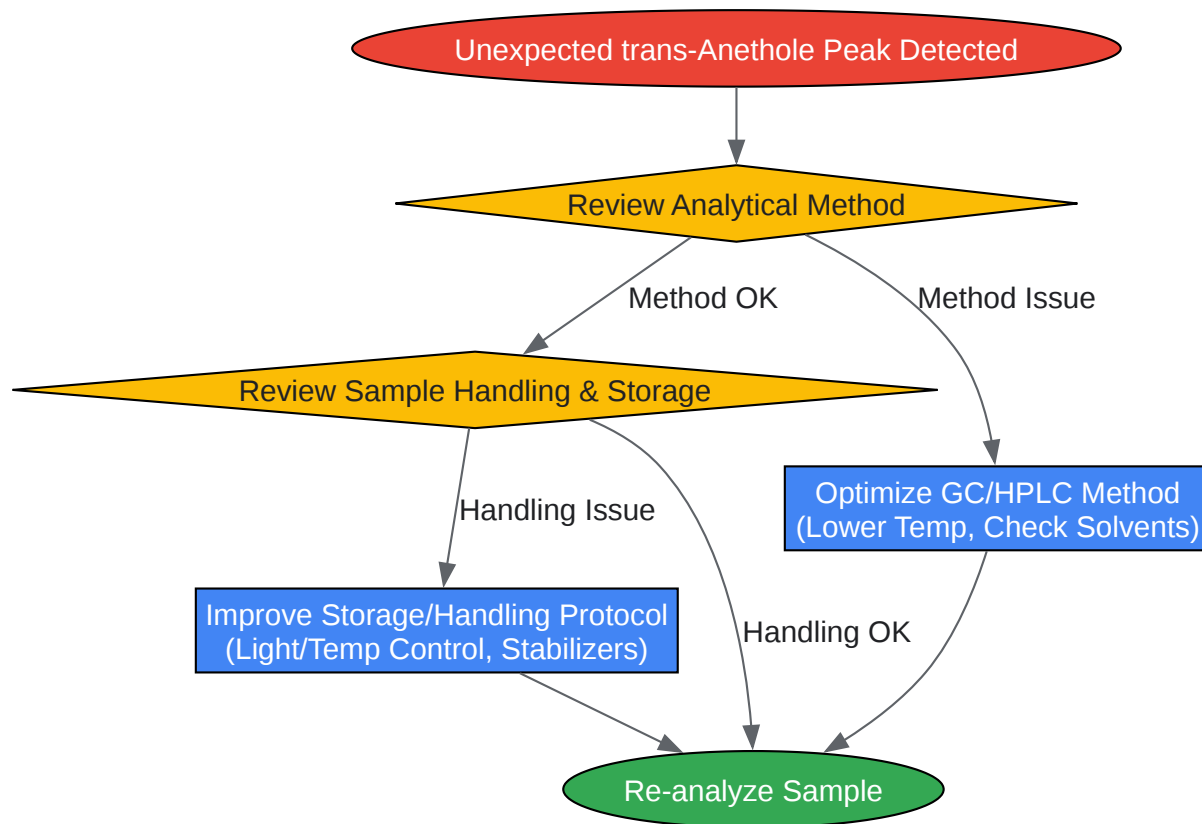 Unexpected trans-Anethole Peak Detected
Review Analytical Method
Method OK
Method Issue
Review Sample Handling & Storage
Handling Issue
Optimize GC/HPLC Method
(Lower Temp, Check Solvents)
Improve Storage/Handling Protocol
(Light/Temp Control, Stabilizers)
Handling OK
Re-analyze Sample